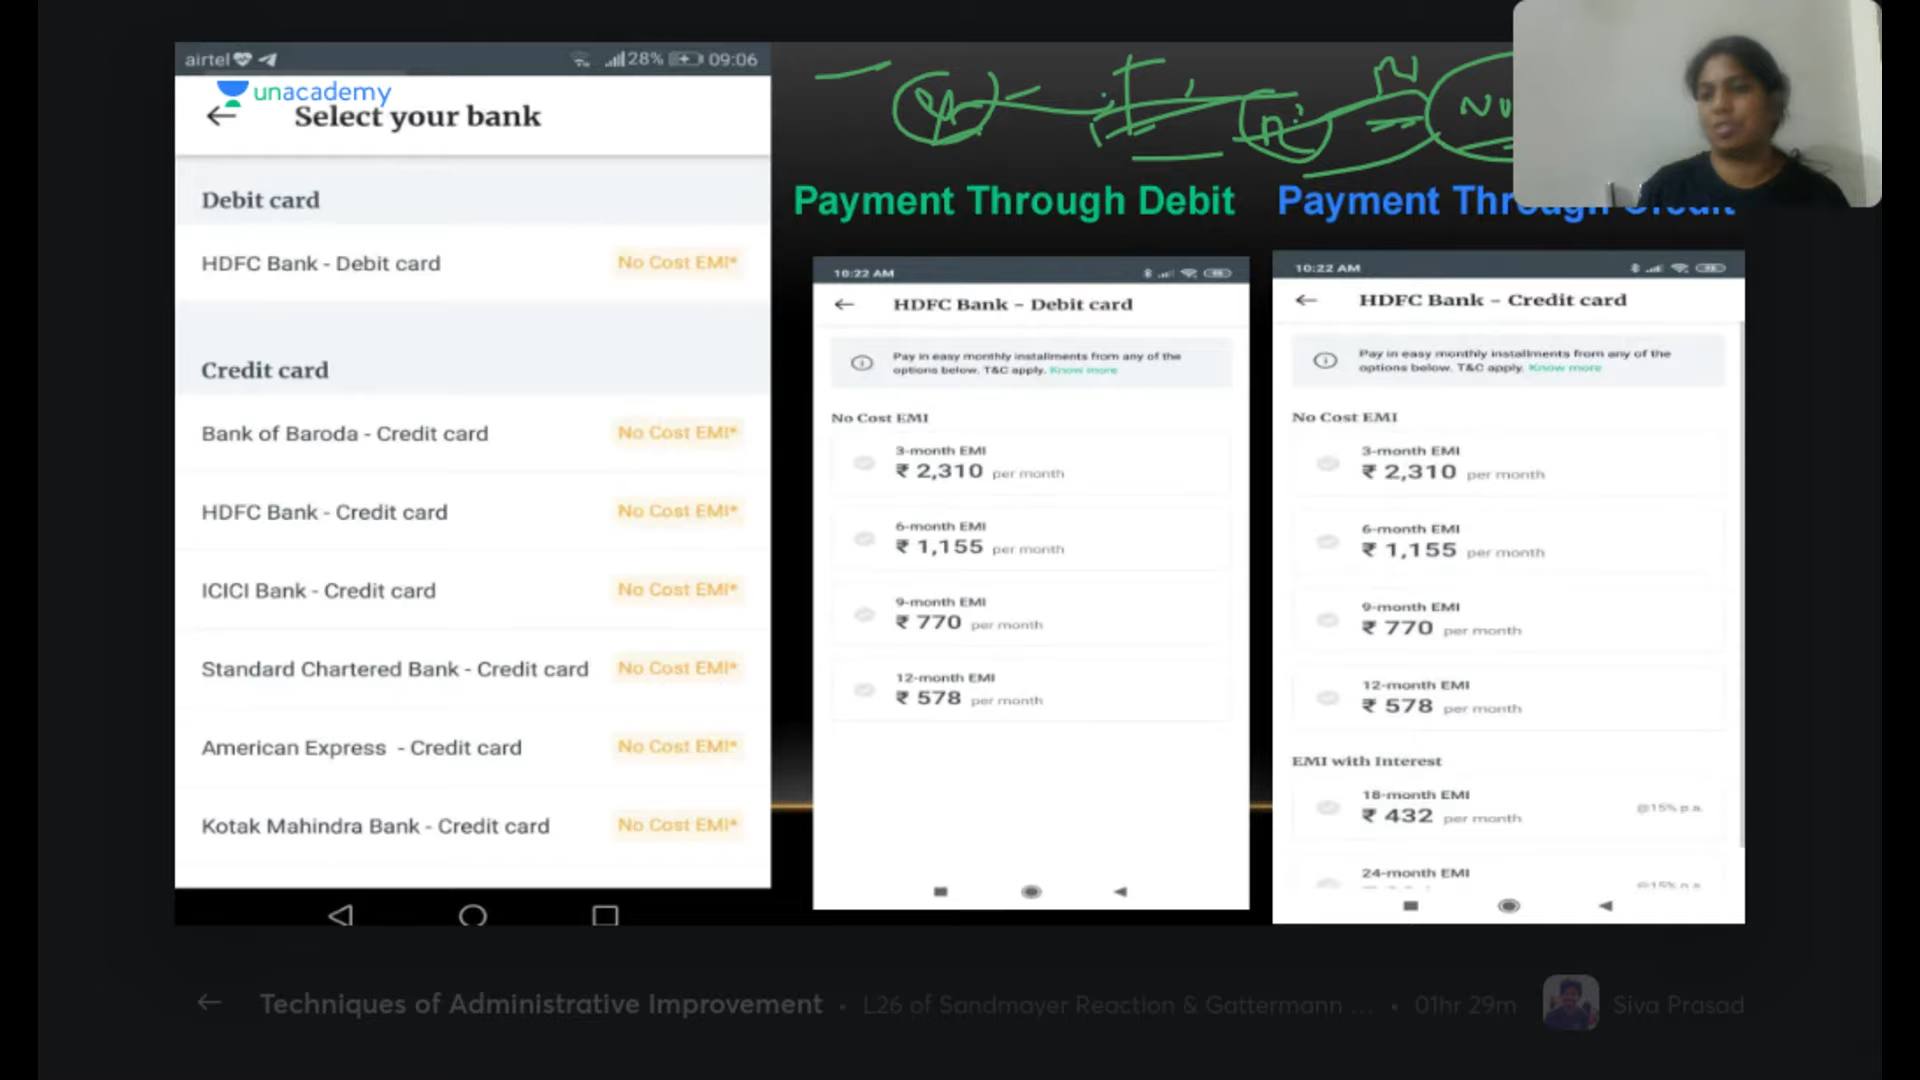 airtel 28% 09:06
unacademy
Select your bank
Debit card
HDFC Bank - Debit card No Cost EMI*
Credit card
Bank of Baroda - Credit card No Cost EMI*
HDFC Bank - Credit card No Cost EMI*
ICICI Bank - Credit card No Cost EMI*
Standard Chartered Bank - Credit card No Cost EMI*
American Express - Credit card No Cost EMI*
Kotak Mahindra Bank - Credit card No Cost EMI*
Payment Through Debit
10:22 AM
HDFC Bank – Debit card
Pay in easy monthly installments from any of the
options below. T&C apply. Know more
No Cost EMI
3-month EMI
₹ 2,310 per month
6-month EMI
₹ 1,155 per month
9-month EMI
₹ 770 per month
12-month EMI
₹ 578 per month
Payment Through Credit
10:22 AM
HDFC Bank – Credit card
Pay in easy monthly installments from any of the
options below. T&C apply. Know more
No Cost EMI
3-month EMI
₹ 2,310 per month
6-month EMI
₹ 1,155 per month
9-month EMI
₹ 770 per month
12-month EMI
₹ 578 per month
EMI with Interest
18-month EMI
₹ 432 per month @15% p.a.
24-month EMI
@15% p.a.
Techniques of Administrative Improvement • L26 of Sandmayer Reaction & Gattermann ... • 01hr 29m Siva Prasad